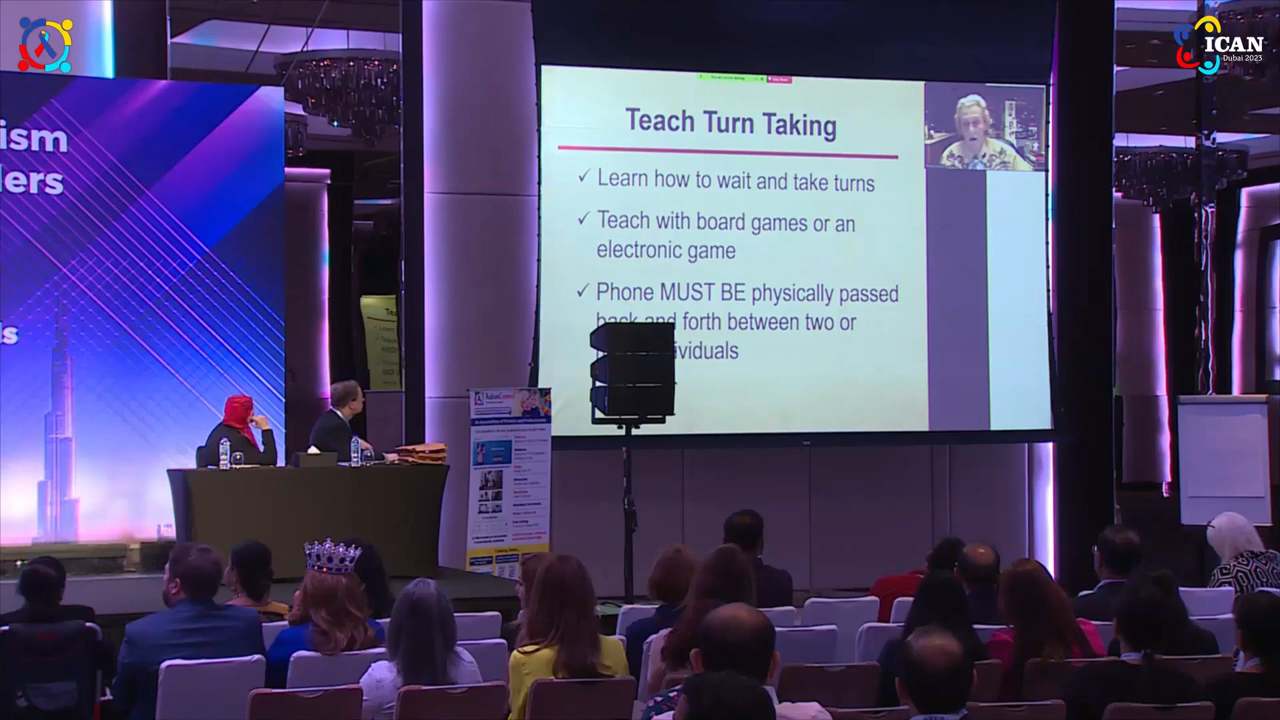 ICAN
Dubai 2023
ism
ders
s
Teach Turn Taking
✓ Learn how to wait and take turns
✓ Teach with board games or an
electronic game
✓ Phone MUST BE physically passed
back and forth between two or
ividuals